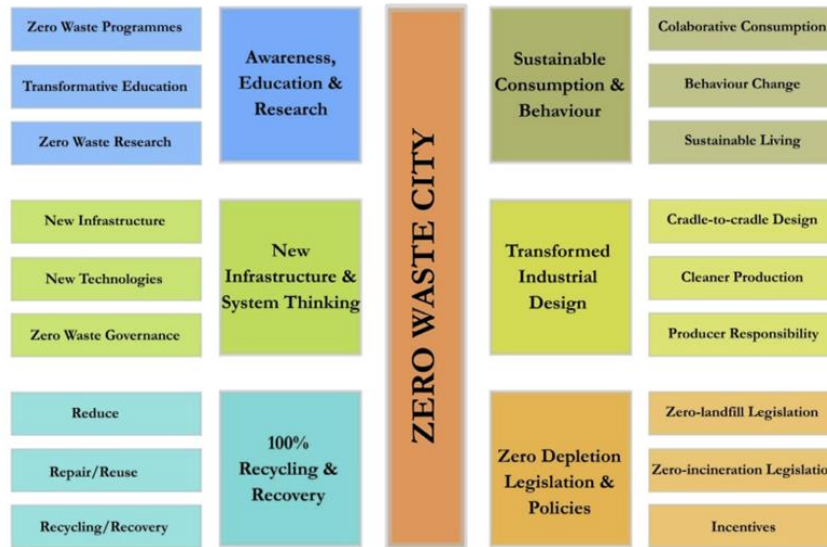 Zero Waste Programmes
Transformative Education
Zero Waste Research
Awareness,
Education &
Research
New Infrastructure
New Technologies
Zero Waste Governance
New
Infrastructure &
System Thinking
Reduce
Repair/Reuse
Recycling/Recovery
100%
Recycling &
Recovery
ZERO WASTE CITY
Sustainable
Consumption &
Behaviour
Colaborative Consumption
Behaviour Change
Sustainable Living
Transformed
Industrial
Design
Cradle-to-cradle Design
Cleaner Production
Producer Responsibility
Zero Depletion
Legislation &
Policies
Zero-landfill Legislation
Zero-incineration Legislatio
Incentives